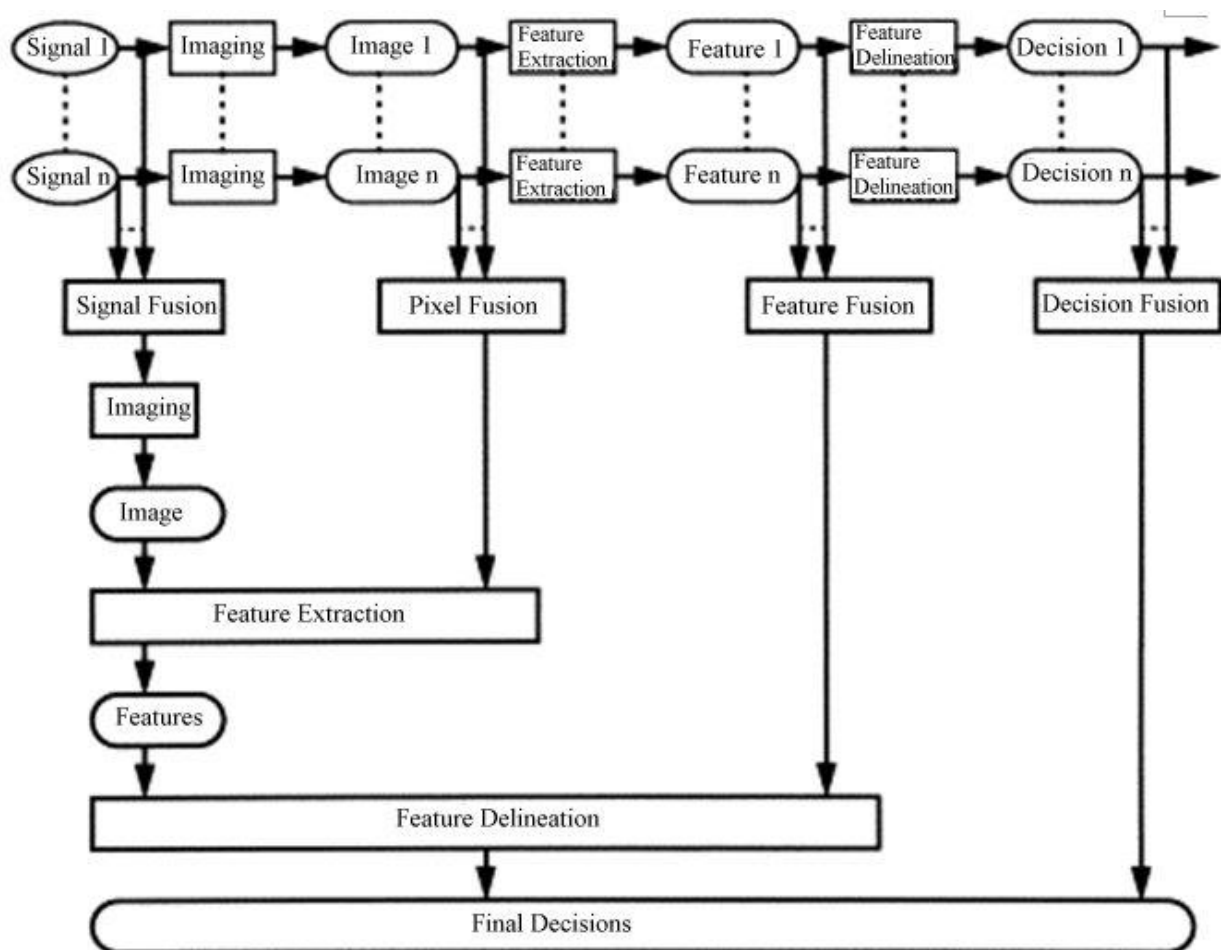 Signal 1
Imaging
Image 1
Feature
Extraction
Feature 1
Feature
Delineation
Decision 1
Signal n
Imaging
Image n
Feature
Extraction
Feature n
Feature
Delineation
Decision n
Signal Fusion
Pixel Fusion
Feature Fusion
Decision Fusion
Imaging
Image
Feature Extraction
Features
Feature Delineation
Final Decisions